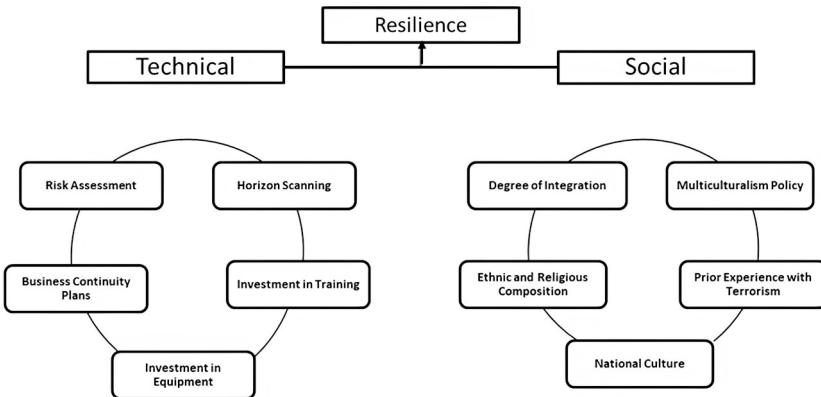 Resilience
Technical
Social
Risk Assessment
Horizon Scanning
Business Continuity
Plans
Investment in Training
Investment in
Equipment
Degree of Integration
Multiculturalism Policy
Ethnic and Religious
Composition
Prior Experience with
Terrorism
National Culture